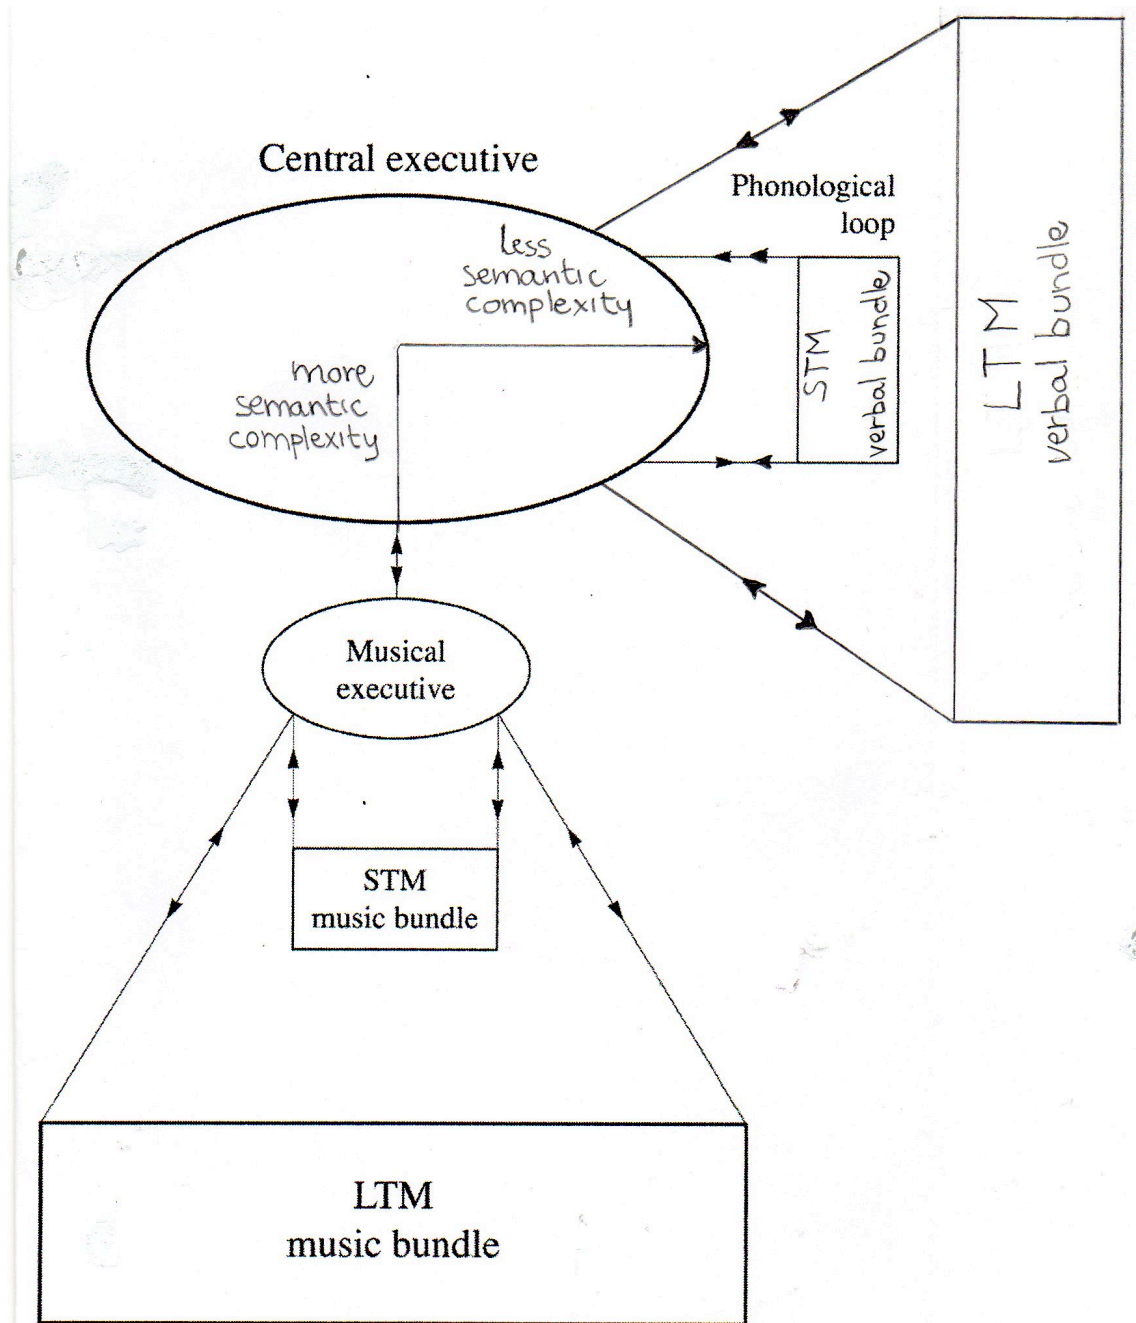 Central executive
Phonological
loop
less
semantic
complexity
more
semantic
complexity
STM
verbal bundle
LTM
verbal bundle
Musical
executive
STM
music bundle
LTM
music bundle